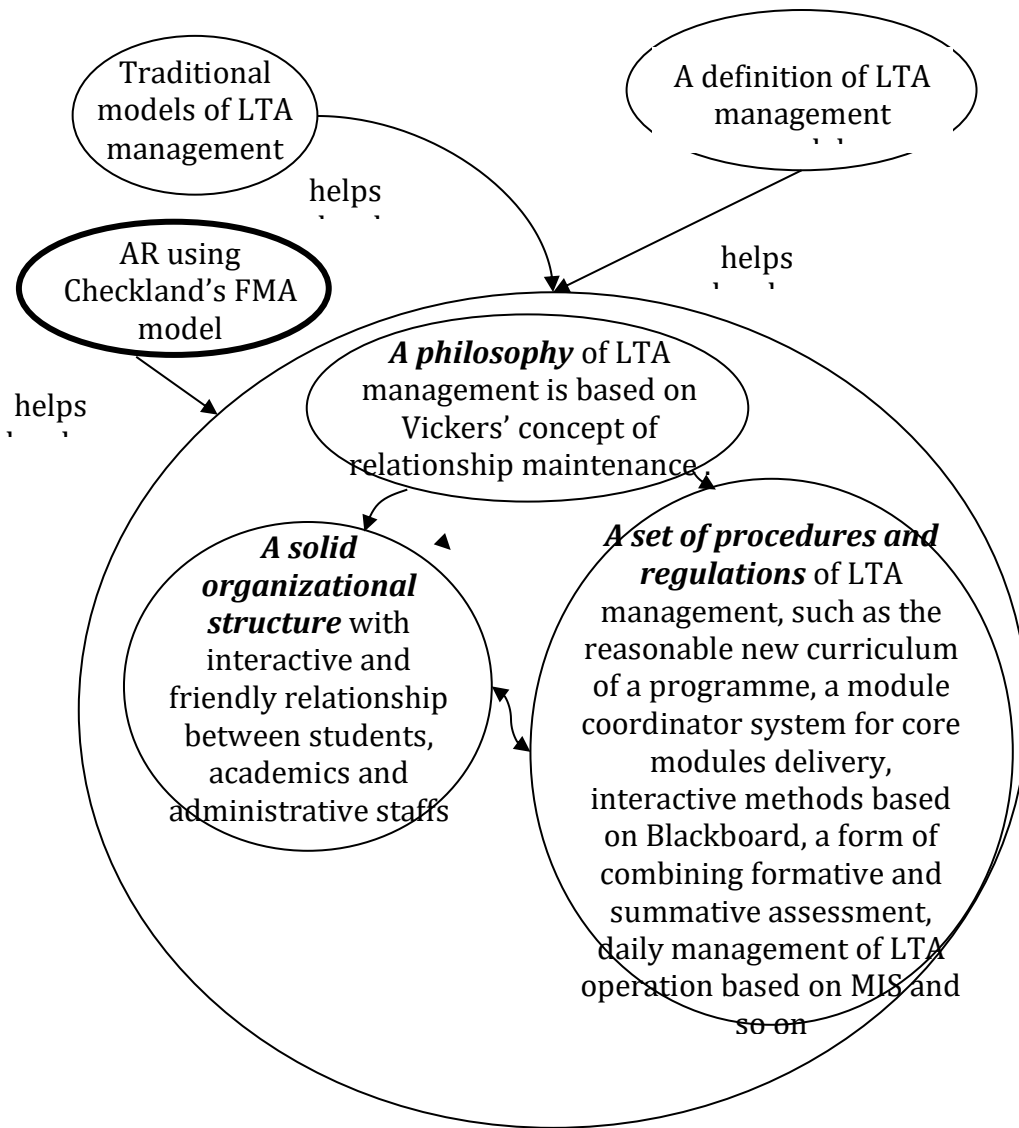 Traditional
models of LTA
management
A definition of LTA
management
helps
AR using
Checkland’s FMA
model
helps
helps
A philosophy of LTA
management is based on
Vickers’ concept of
relationship maintenance .
A solid
organizational
structure with
interactive and
friendly relationship
between students,
academics and
administrative staffs
A set of procedures and
regulations of LTA
management, such as the
reasonable new curriculum
of a programme, a module
coordinator system for core
modules delivery,
interactive methods based
on Blackboard, a form of
combining formative and
summative assessment,
daily management of LTA
operation based on MIS and
so on